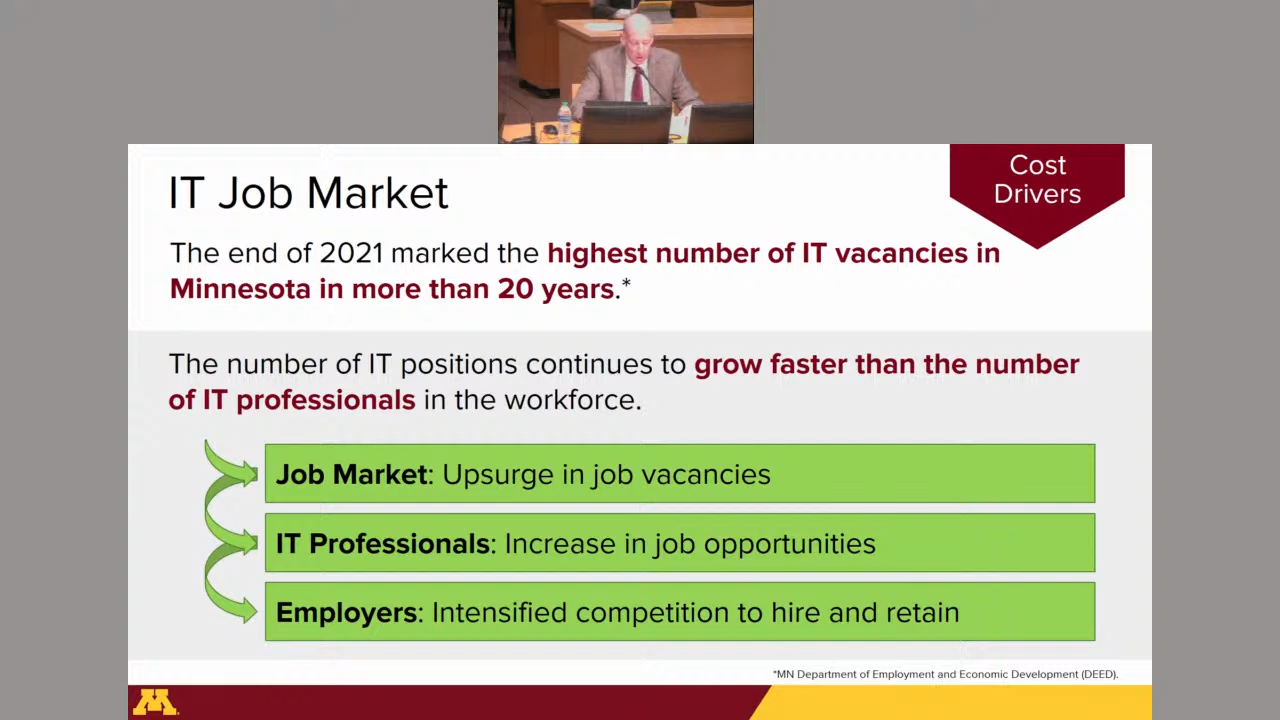 Cost
Drivers
IT Job Market
The end of 2021 marked the highest number of IT vacancies in
Minnesota in more than 20 years.*
The number of IT positions continues to grow faster than the number
of IT professionals in the workforce.
Job Market: Upsurge in job vacancies
IT Professionals: Increase in job opportunities
Employers: Intensified competition to hire and retain
*MN Department of Employment and Economic Development (DEED).
M